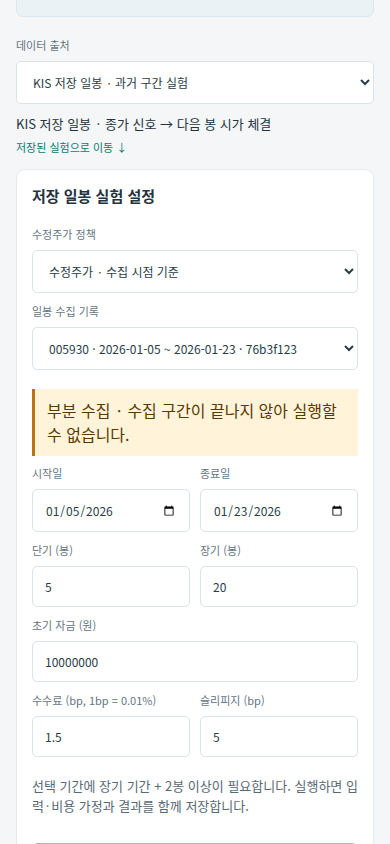 데이터 출처
KIS 저장 일봉 · 과거 구간 실험
KIS 저장 일봉 · 종가 신호 → 다음 봉 시가 체결
저장된 실험으로 이동 ↓
저장 일봉 실험 설정
수정주가 정책
수정주가 · 수집 시점 기준
일봉 수집 기록
005930 · 2026-01-05 ~ 2026-01-23 · 76b3f123
부분 수집 · 수집 구간이 끝나지 않아 실행할
수 없습니다.
시작일 종료일
01/05/2026 01/23/2026
단기 (봉) 장기 (봉)
5 20
초기 자금 (원)
10000000
수수료 (bp, 1bp = 0.01%) 슬리피지 (bp)
1.5 5
선택 기간에 장기 기간 + 2봉 이상이 필요합니다. 실행하면 입
력·비용 가정과 결과를 함께 저장합니다.